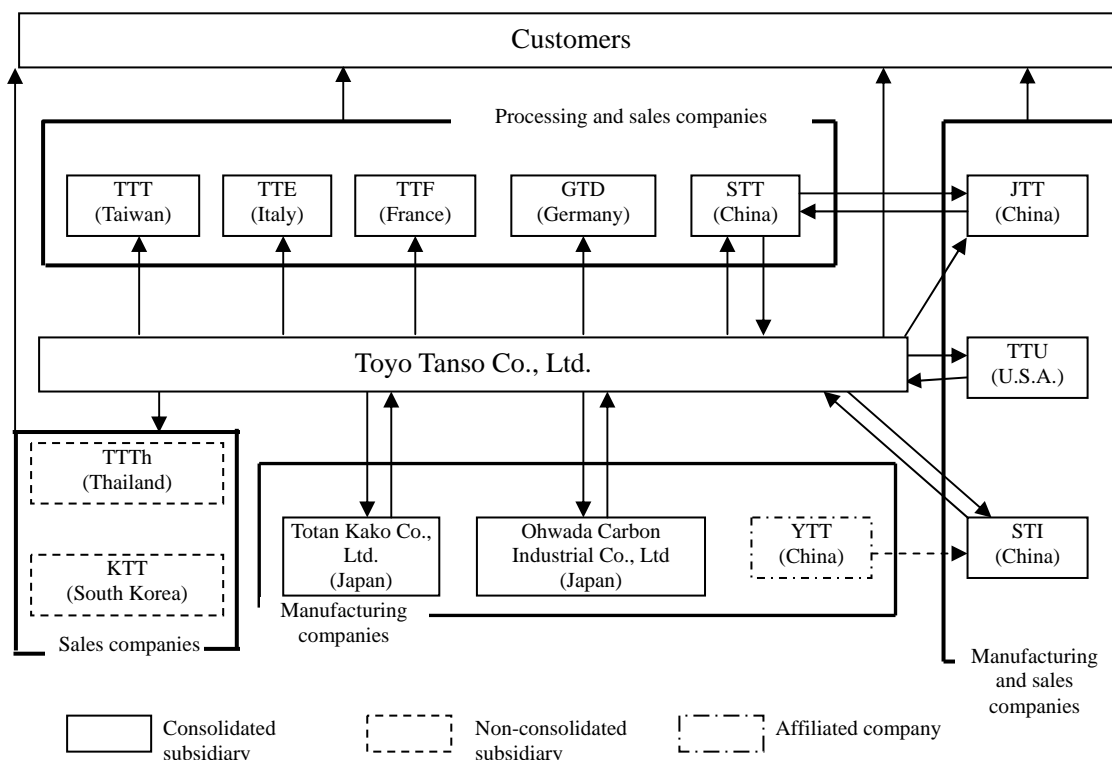 Customers
Processing and sales companies
TTT
(Taiwan)
TTE
(Italy)
TTF
(France)
GTD
(Germany)
STT
(China)
JTT
(China)
Toyo Tanso Co., Ltd.
TTU
(U.S.A.)
TTTh
(Thailand)
KTT
(South Korea)
Sales companies
Totan Kako Co.,
Ltd.
(Japan)
Ohwada Carbon
Industrial Co., Ltd
(Japan)
YTT
(China)
STI
(China)
Manufacturing
companies
Manufacturing
and sales
companies
Consolidated
subsidiary
Non-consolidated
subsidiary
Affiliated company